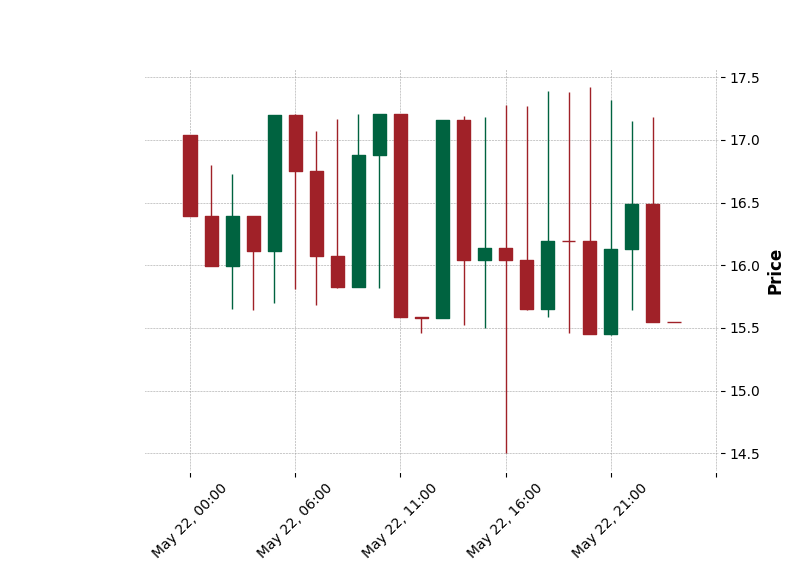 17.5
17.0
16.5
16.0
15.5
15.0
14.5
Price
May 22, 00:00
May 22, 06:00
May 22, 11:00
May 22, 16:00
May 22, 21:00